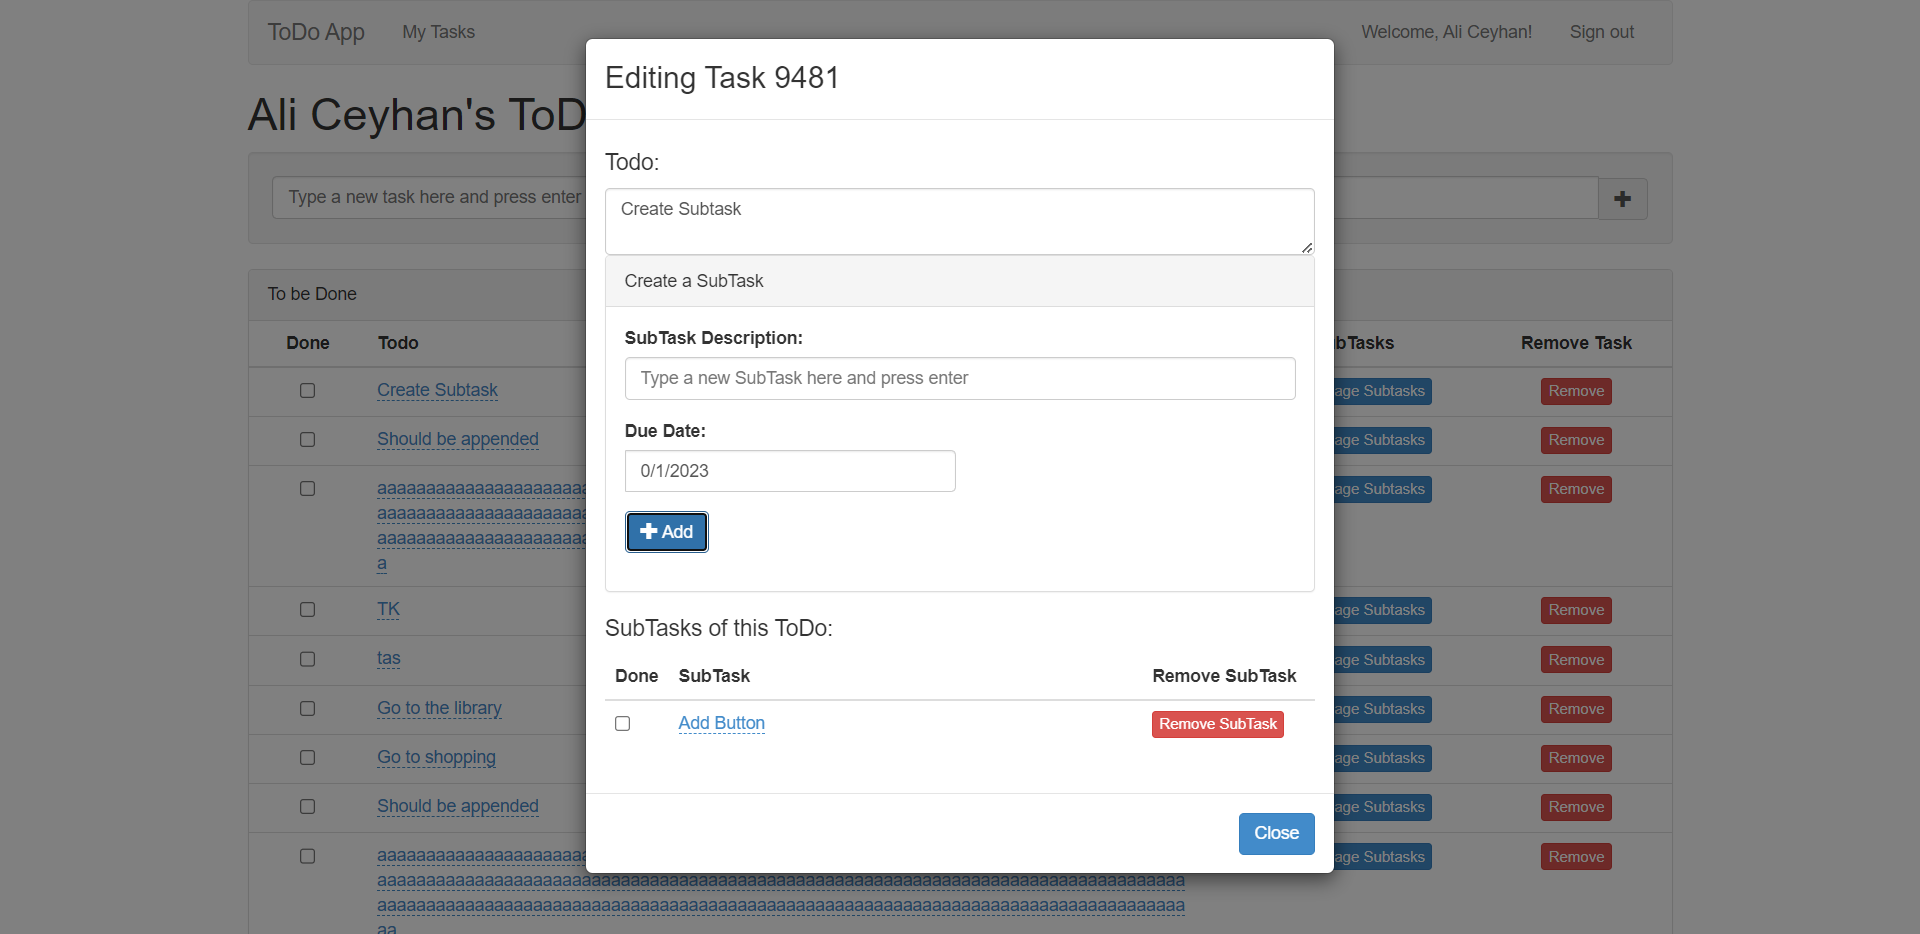 ToDo App My Tasks Welcome, Ali Ceyhan! Sign out
Ali Ceyhan's ToD
Type a new task here and press enter
To be Done
Done Todo bTasks Remove Task
Create Subtask age Subtasks Remove
Should be appended age Subtasks Remove
aaaaaaaaaaaaaaaaaaaaaa age Subtasks Remove
aaaaaaaaaaaaaaaaaaaaaa
aaaaaaaaaaaaaaaaaaaaaa
a
TK age Subtasks Remove
tas age Subtasks Remove
Go to the library age Subtasks Remove
Go to shopping age Subtasks Remove
Should be appended age Subtasks Remove
aaaaaaaaaaaaaaaaaaaaaa age Subtasks Remove
aa
Editing Task 9481
Todo:
Create Subtask
Create a SubTask
SubTask Description:
Type a new SubTask here and press enter
Due Date:
0/1/2023
Add
SubTasks of this ToDo:
Done SubTask Remove SubTask
Add Button Remove SubTask
Close